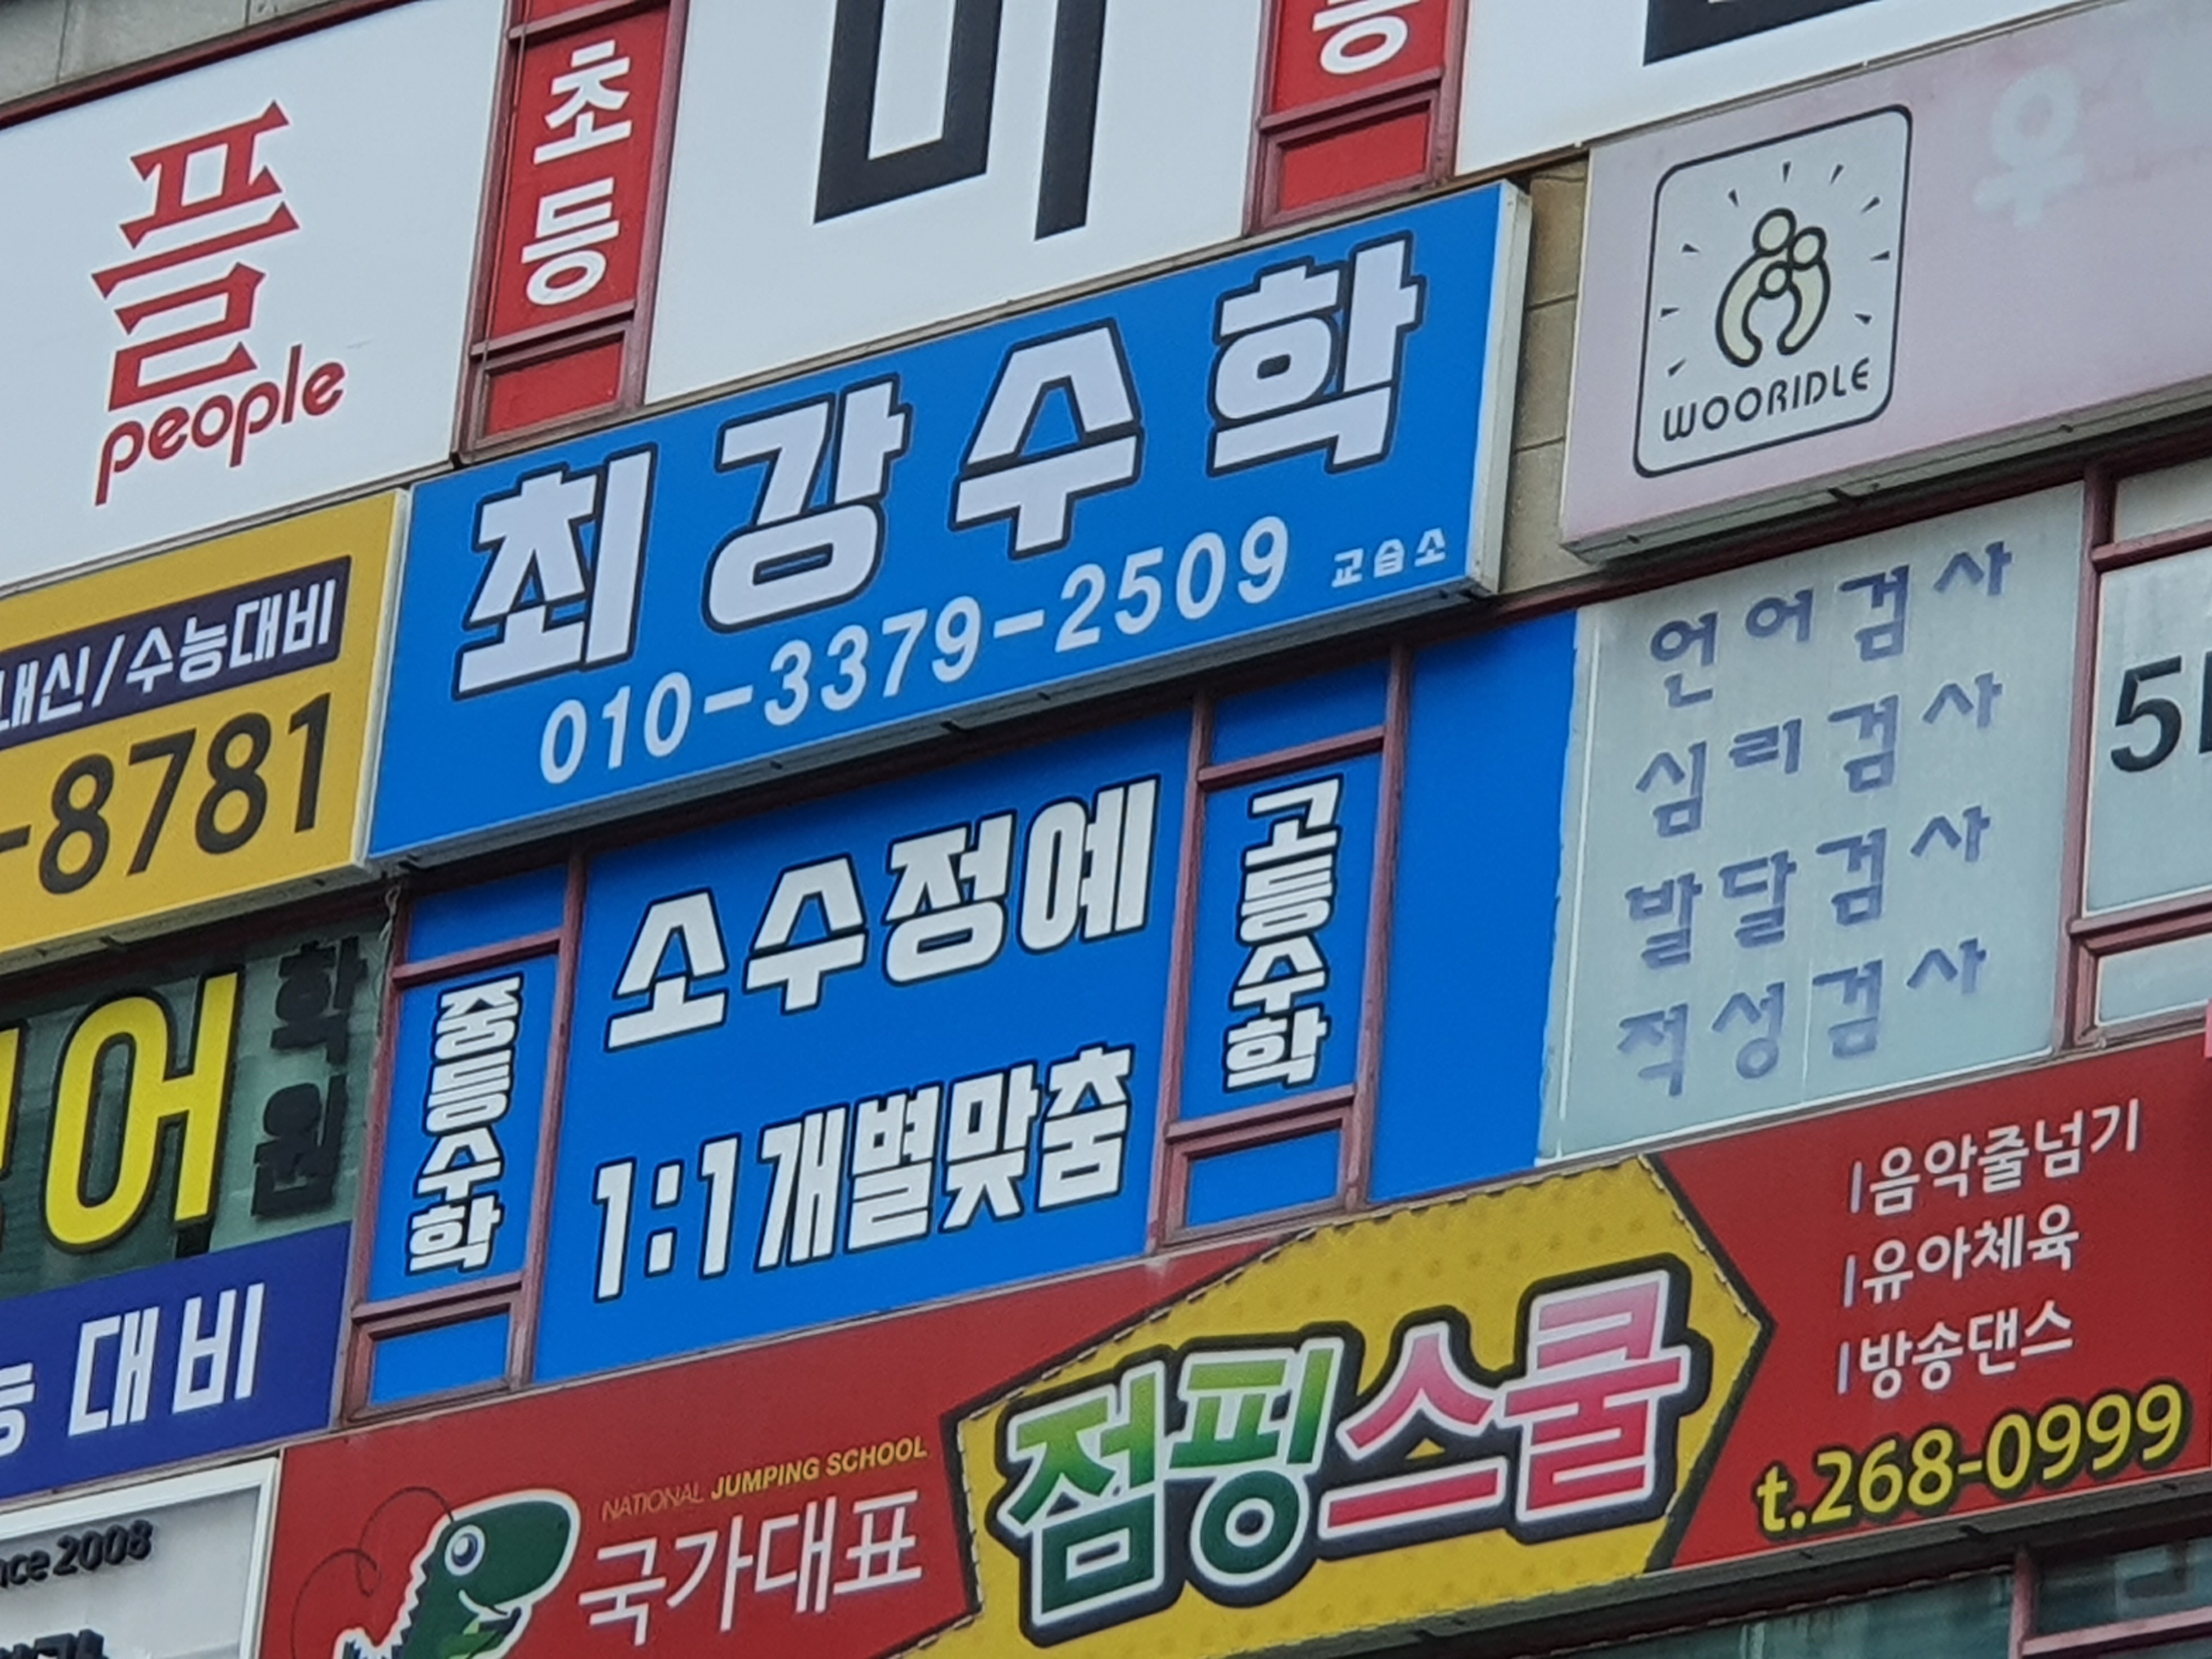 플
people
초등
비
등
최강수학
010-3379-2509 교습소
WOORIDLE
내신/수능대비
-8781
어
학원
대비
중등수학
소수정예
1:1개별맞춤
고등수학
언어검사
심리검사
발달검사
적성검사
NATIONAL JUMPING SCHOOL
국가대표
점핑스쿨
음악줄넘기
유아체육
방송댄스
t.268-0999
2008